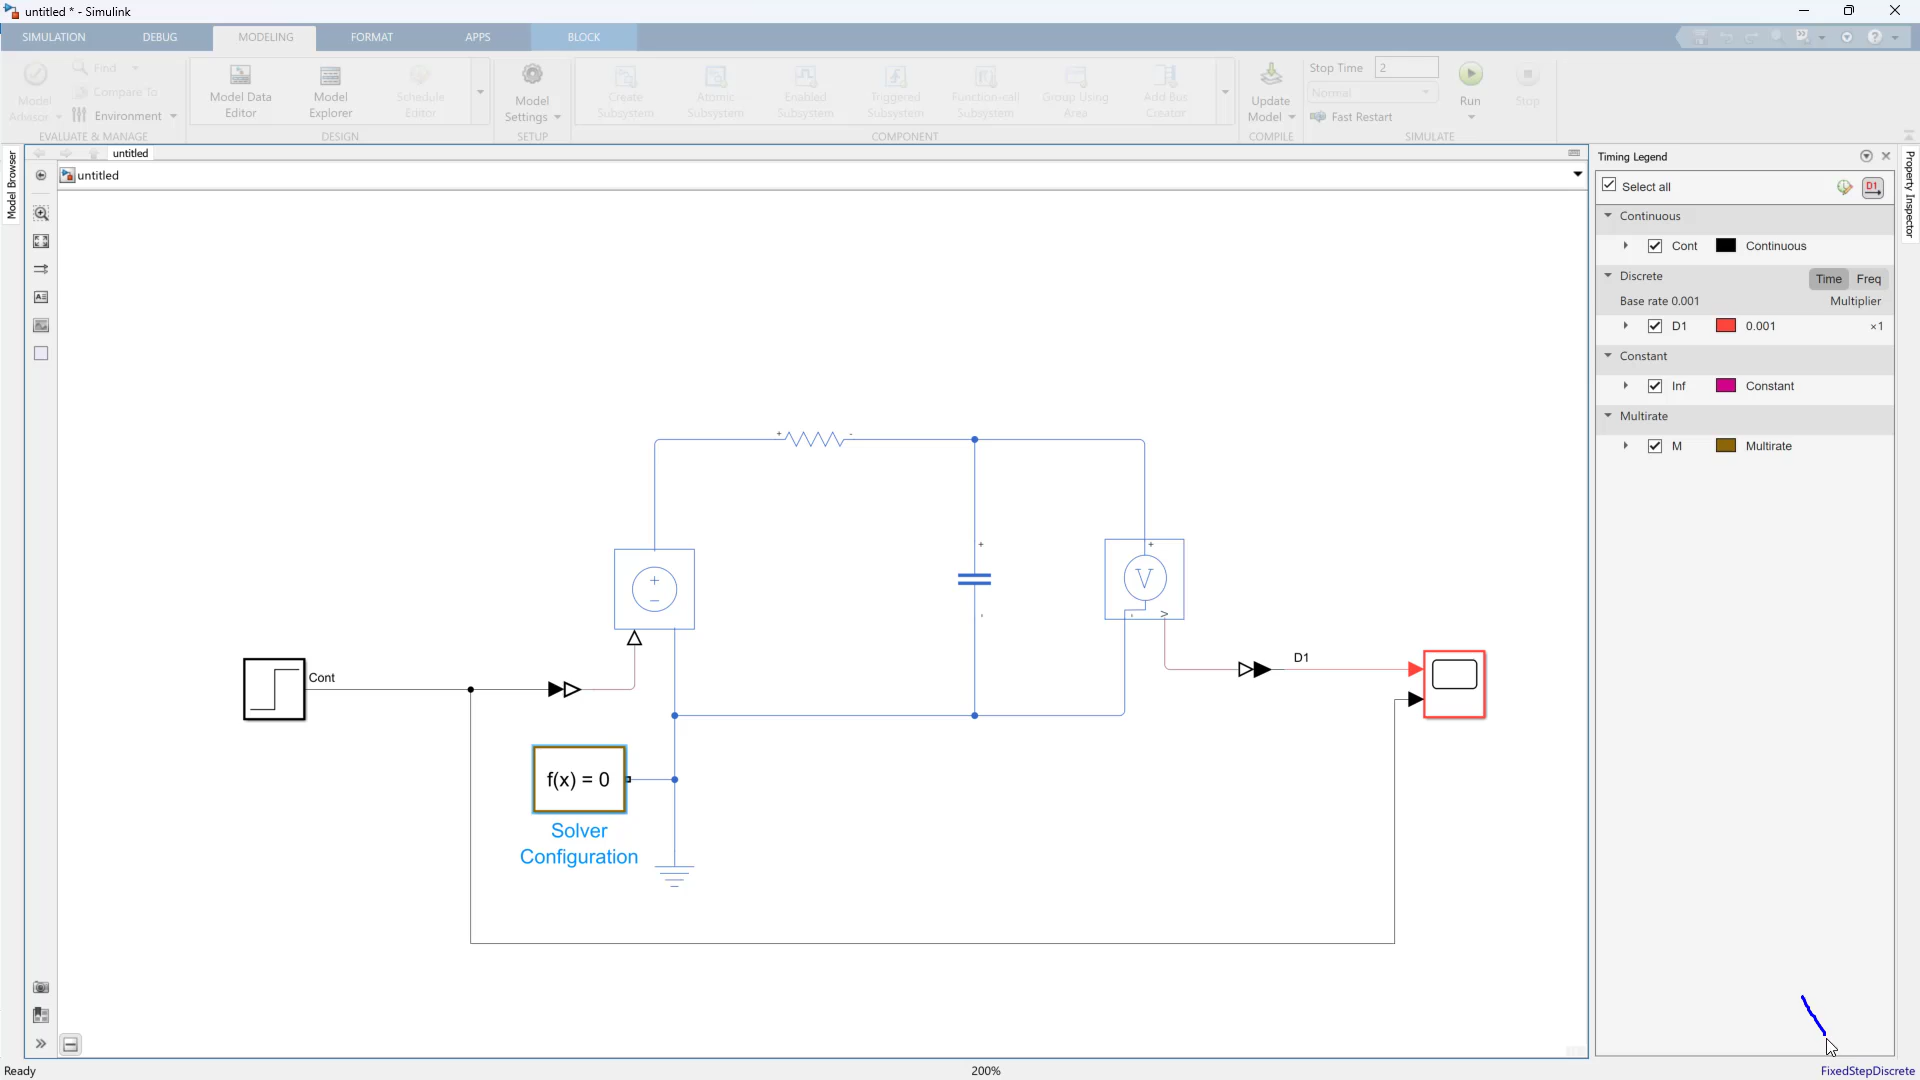 untitled * - Simulink
SIMULATION DEBUG MODELING FORMAT APPS BLOCK
Model Advisor
Find
Compare To
Environment
EVALUATE & MANAGE
Model Data Editor
Model Explorer
Schedule Editor
DESIGN
Model Settings
SETUP
Create Subsystem
Atomic Subsystem
Enabled Subsystem
Triggered Subsystem
Function-call Subsystem
Group Using Area
Add Bus Creator
COMPONENT
Update Model
COMPILE
Stop Time 2
Normal
Fast Restart
Run
Stop
SIMULATE
Model Browser
untitled
untitled
Timing Legend
Property Inspector
Select all
D1
Continuous
Cont Continuous
Discrete Time Freq
Base rate 0.001 Multiplier
D1 0.001 ×1
Constant
Inf Constant
Multirate
M Multirate
+ -
+
-
+
−
+
V
-
V
Cont
D1
f(x) = 0
Solver
Configuration
Ready
200%
FixedStepDiscrete